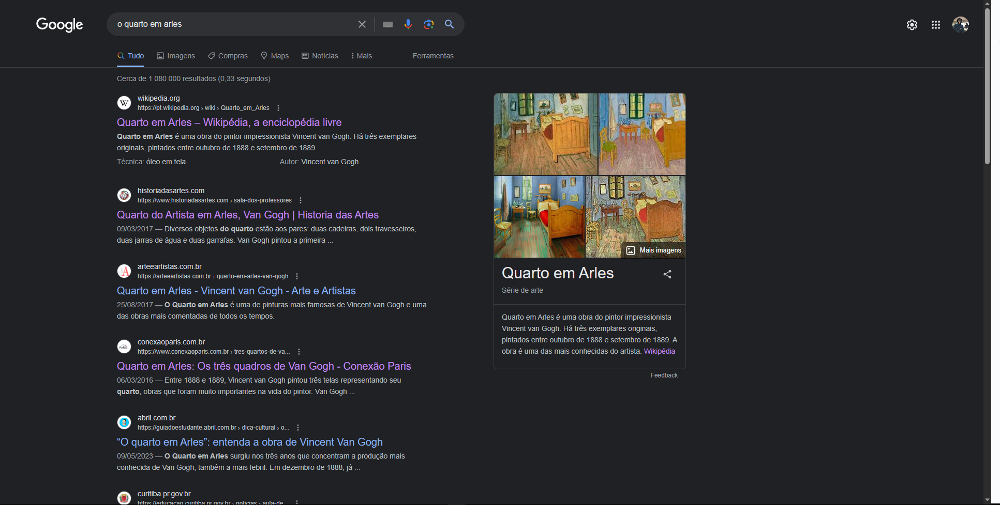 Google
o quarto em arles
Tudo
Imagens
Compras
Maps
Notícias
Mais
Ferramentas
Cerca de 1 080 000 resultados (0,33 segundos)
W
wikipedia.org
https://pt.wikipedia.org › wiki › Quarto_em_Arles
Quarto em Arles – Wikipédia, a enciclopédia livre
Quarto em Arles é uma obra do pintor impressionista Vincent van Gogh. Há três exemplares
originais, pintados entre outubro de 1888 e setembro de 1889.
Técnica: óleo em tela
Autor: Vincent van Gogh
historiadasartes.com
https://www.historiadasartes.com › sala-dos-professores
Quarto do Artista em Arles, Van Gogh | Historia das Artes
09/03/2017 — Diversos objetos do quarto estão aos pares: duas cadeiras, dois travesseiros,
duas jarras de água e duas garrafas. Van Gogh pintou a primeira ...
arteeartistas.com.br
https://arteeartistas.com.br › quarto-em-arles-van-gogh
Quarto em Arles - Vincent van Gogh - Arte e Artistas
25/08/2017 — O Quarto em Arles é uma de pinturas mais famosas de Vincent van Gogh e uma
das obras mais comentadas de todos os tempos.
PARIS
conexaoparis.com.br
https://www.conexaoparis.com.br › tres-quartos-de-va...
Quarto em Arles: Os três quadros de Van Gogh - Conexão Paris
06/03/2016 — Entre 1888 e 1889, Vincent van Gogh pintou três telas representando seu
quarto, obras que foram muito importantes na vida do pintor. Van Gogh ...
abril.com.br
https://guiadoestudante.abril.com.br › dica-cultural › o...
“O quarto em Arles”: entenda a obra de Vincent Van Gogh
09/05/2023 — O Quarto em Arles surgiu nos três anos que concentram a produção mais
conhecida de Van Gogh, também a mais febril. Em dezembro de 1888, já ...
curitiba.pr.gov.br
https://educacao.curitiba.pr.gov.br › noticias › aula-de...
Mais imagens
Quarto em Arles
Série de arte
Quarto em Arles é uma obra do pintor impressionista
Vincent van Gogh. Há três exemplares originais,
pintados entre outubro de 1888 e setembro de 1889. A
obra é uma das mais conhecidas do artista. Wikipédia
Feedback